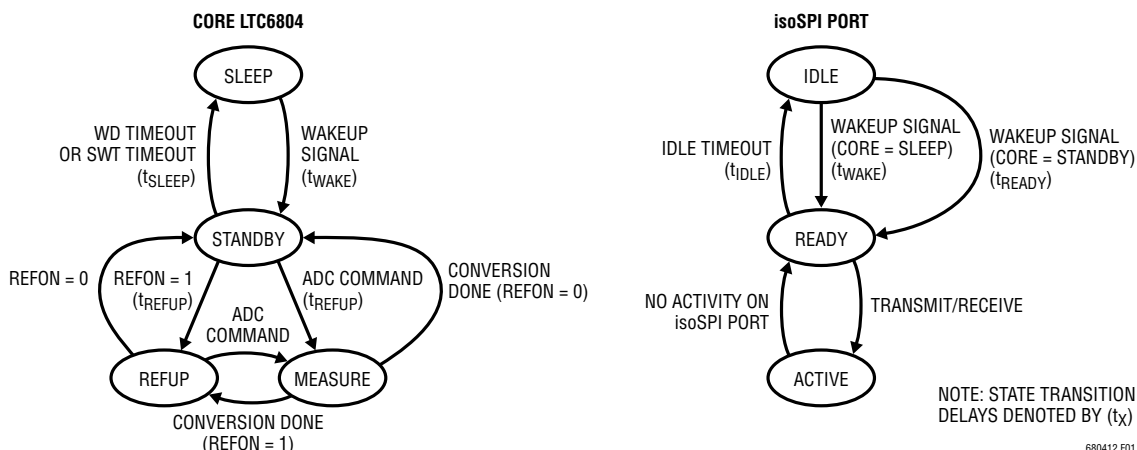 CORE LTC6804
SLEEP
WD TIMEOUT
OR SWT TIMEOUT
(tSLEEP)
WAKEUP
SIGNAL
(tWAKE)
STANDBY
REFON = 0
REFON = 1
(tREFUP)
ADC COMMAND
(tREFUP)
CONVERSION
DONE (REFON = 0)
ADC
COMMAND
REFUP
MEASURE
CONVERSION DONE
(REFON = 1)
isoSPI PORT
IDLE
IDLE TIMEOUT
(tIDLE)
WAKEUP SIGNAL
(CORE = SLEEP)
(tWAKE)
WAKEUP SIGNAL
(CORE = STANDBY)
(tREADY)
READY
NO ACTIVITY ON
isoSPI PORT
TRANSMIT/RECEIVE
ACTIVE
NOTE: STATE TRANSITION
DELAYS DENOTED BY (tX)
680412 F01